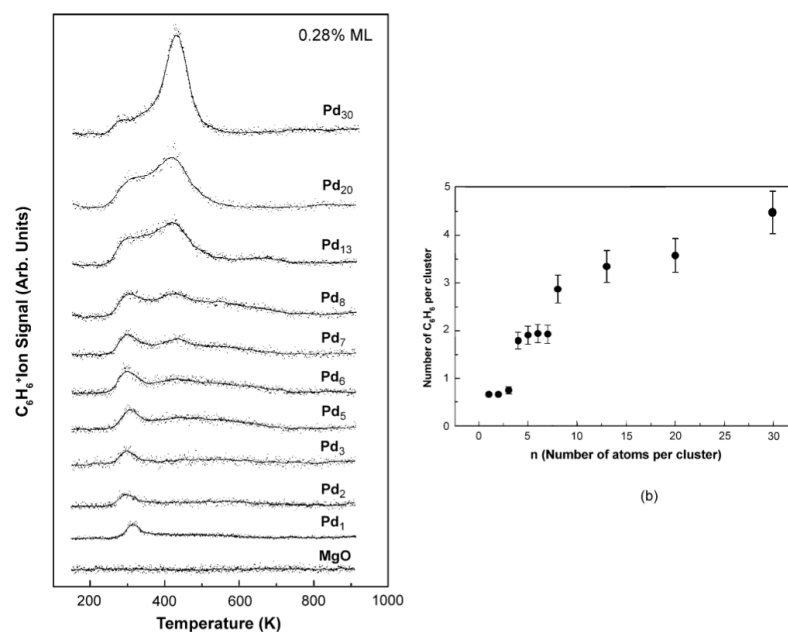 0.28% ML
Pd30
Pd20
Pd13
Pd8
Pd7
Pd6
Pd5
Pd3
Pd2
Pd1
MgO
C6H6+Ion Signal (Arb. Units)
200 400 600 800 1000
Temperature (K)
5
4
3
2
1
0
Number of C6H6 per cluster
0 5 10 15 20 25 30
n (Number of atoms per cluster)
(b)